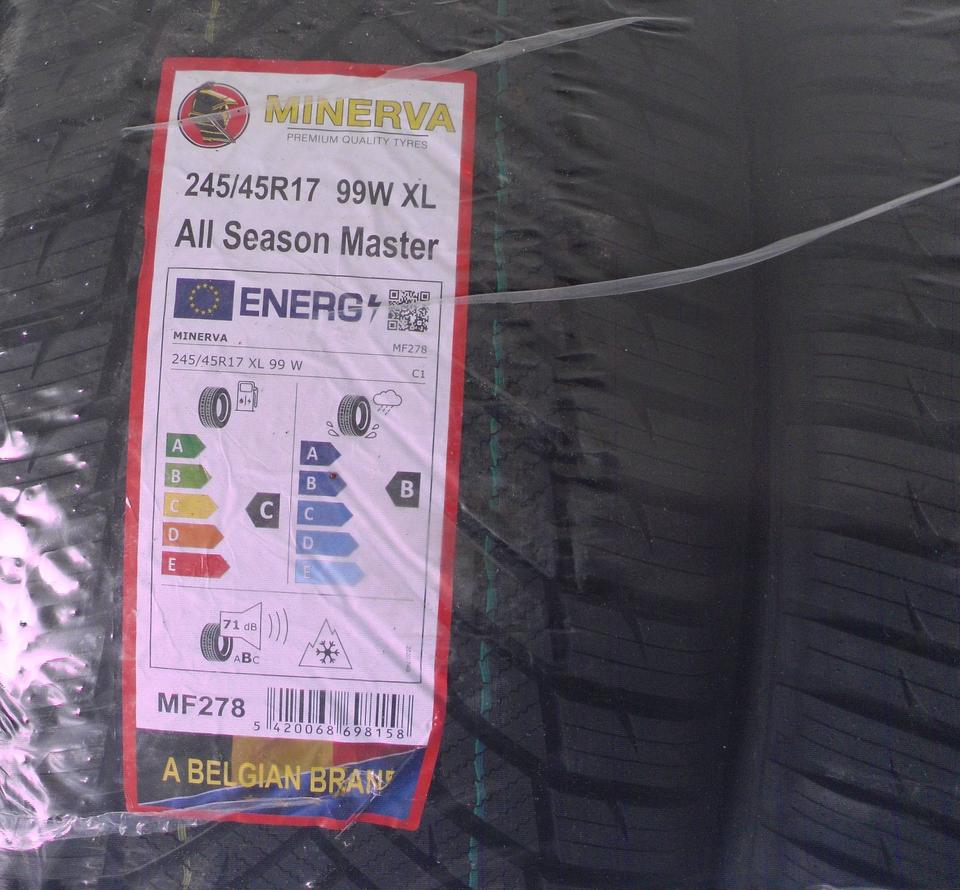 MINERVA
PREMIUM QUALITY TYRES
245/45R17 99W XL
All Season Master
ENERG
MINERVA MF278
245/45R17 XL 99 W C1
A A
B B B
C C C
D D
E E
71 dB
ABC
MF278
5 420068 698158
A BELGIAN BRAND